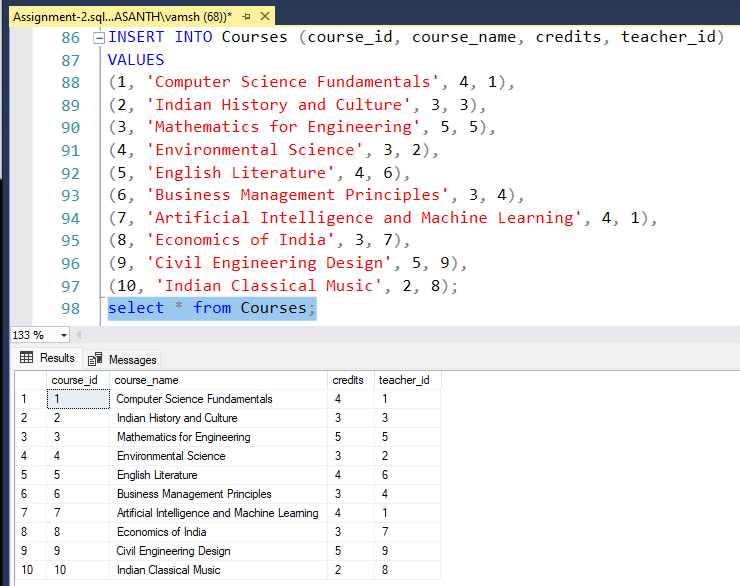 Assignment-2.sql...ASANTH\vamsh (68))*
86 INSERT INTO Courses (course_id, course_name, credits, teacher_id)
87 VALUES
88 (1, 'Computer Science Fundamentals', 4, 1),
89 (2, 'Indian History and Culture', 3, 3),
90 (3, 'Mathematics for Engineering', 5, 5),
91 (4, 'Environmental Science', 3, 2),
92 (5, 'English Literature', 4, 6),
93 (6, 'Business Management Principles', 3, 4),
94 (7, 'Artificial Intelligence and Machine Learning', 4, 1),
95 (8, 'Economics of India', 3, 7),
96 (9, 'Civil Engineering Design', 5, 9),
97 (10, 'Indian Classical Music', 2, 8);
98 select * from Courses;
133 %
Results Messages
course_id course_name credits teacher_id
1 1 Computer Science Fundamentals 4 1
2 2 Indian History and Culture 3 3
3 3 Mathematics for Engineering 5 5
4 4 Environmental Science 3 2
5 5 English Literature 4 6
6 6 Business Management Principles 3 4
7 7 Artificial Intelligence and Machine Learning 4 1
8 8 Economics of India 3 7
9 9 Civil Engineering Design 5 9
10 10 Indian Classical Music 2 8